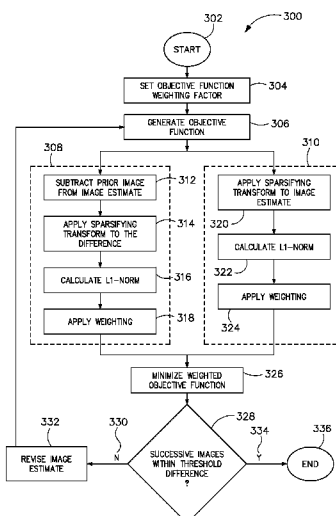 300
302
START
SET OBJECTIVE FUNCTION
WEIGHTING FACTOR
304
GENERATE OBJECTIVE
FUNCTION
306
308
310
SUBTRACT PRIOR IMAGE
FROM IMAGE ESTIMATE
312
APPLY SPARSIFYING
TRANSFORM TO
THE DIFFERENCE
314
CALCULATE L1-NORM
316
APPLY WEIGHTING
318
APPLY SPARSIFYING
TRANSFORM TO IMAGE
ESTIMATE
320
CALCULATE L1-NORM
322
APPLY WEIGHTING
324
MINIMIZE WEIGHTED
OBJECTIVE FUNCTION
326
328
SUCCESSIVE IMAGES
WITHIN THRESHOLD
DIFFERENCE
?
330
N
332
REVISE IMAGE
ESTIMATE
334
Y
336
END